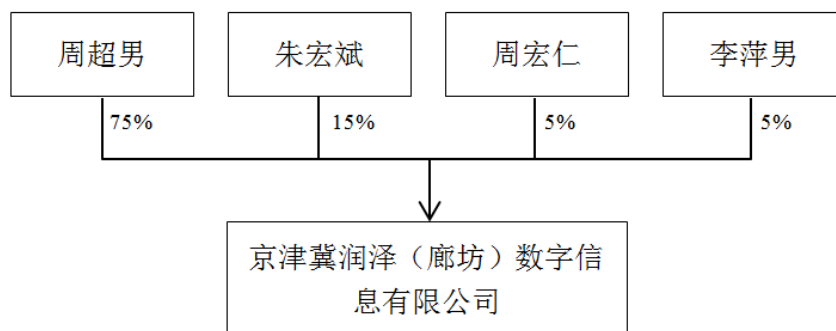 周超男
朱宏斌
周宏仁
李萍男
75%
15%
5%
5%
京津冀润泽（廊坊）数字信
息有限公司